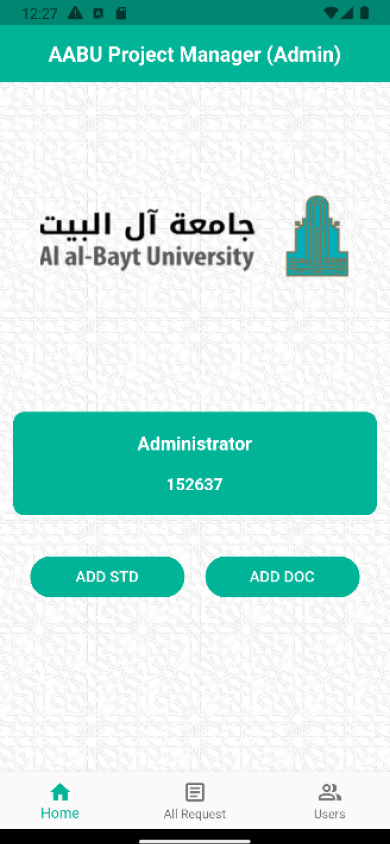 12:27
AABU Project Manager (Admin)
جامعة آل البيت
Al al-Bayt University
Administrator
152637
ADD STD
ADD DOC
Home
All Request
Users